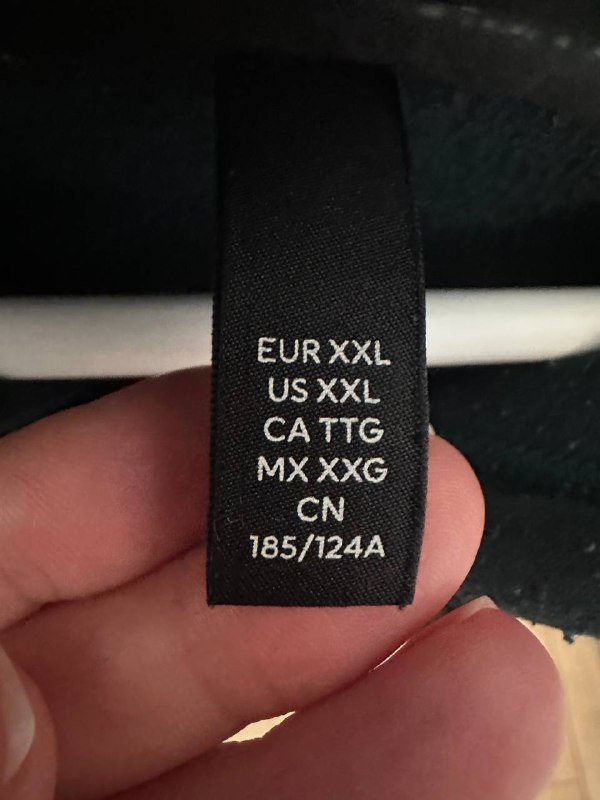 EUR XXL
US XXL
CA TTG
MX XXG
CN
185/124A